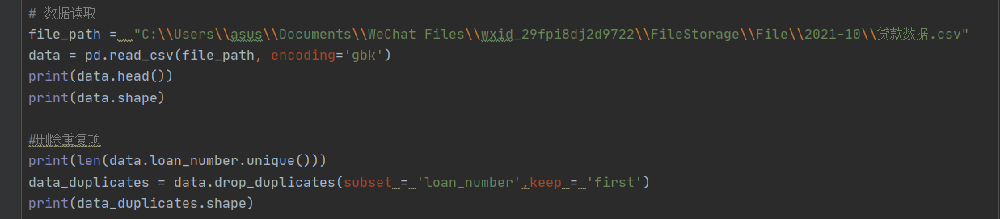 # 数据读取
file_path =  "C:\\Users\\asus\\Documents\\WeChat Files\\wxid_29fpi8dj2d9722\\FileStorage\\File\\2021-10\\贷款数据.csv"
data = pd.read_csv(file_path, encoding='gbk')
print(data.head())
print(data.shape)
#删除重复项
print(len(data.loan_number.unique()))
data_duplicates = data.drop_duplicates(subset = 'loan_number',keep = 'first')
print(data_duplicates.shape)